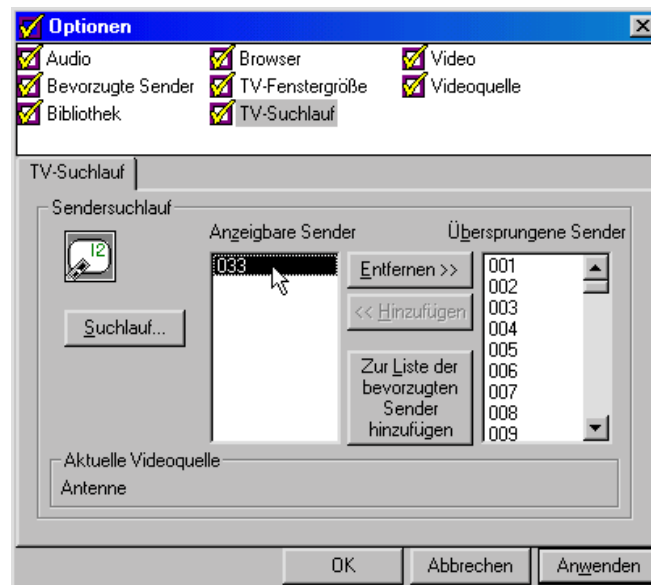 Optionen
Audio
Browser
Video
Bevorzugte Sender
TV-Fenstergröße
Videoquelle
Bibliothek
TV-Suchlauf
TV-Suchlauf
Sendersuchlauf
12
Anzeigbare Sender
Übersprungene Sender
033
Entfernen >>
<< Hinzufügen
Suchlauf...
Zur Liste der
bevorzugten
Sender
hinzufügen
001
002
003
004
005
006
007
008
009
Aktuelle Videoquelle
Antenne
OK
Abbrechen
Anwenden